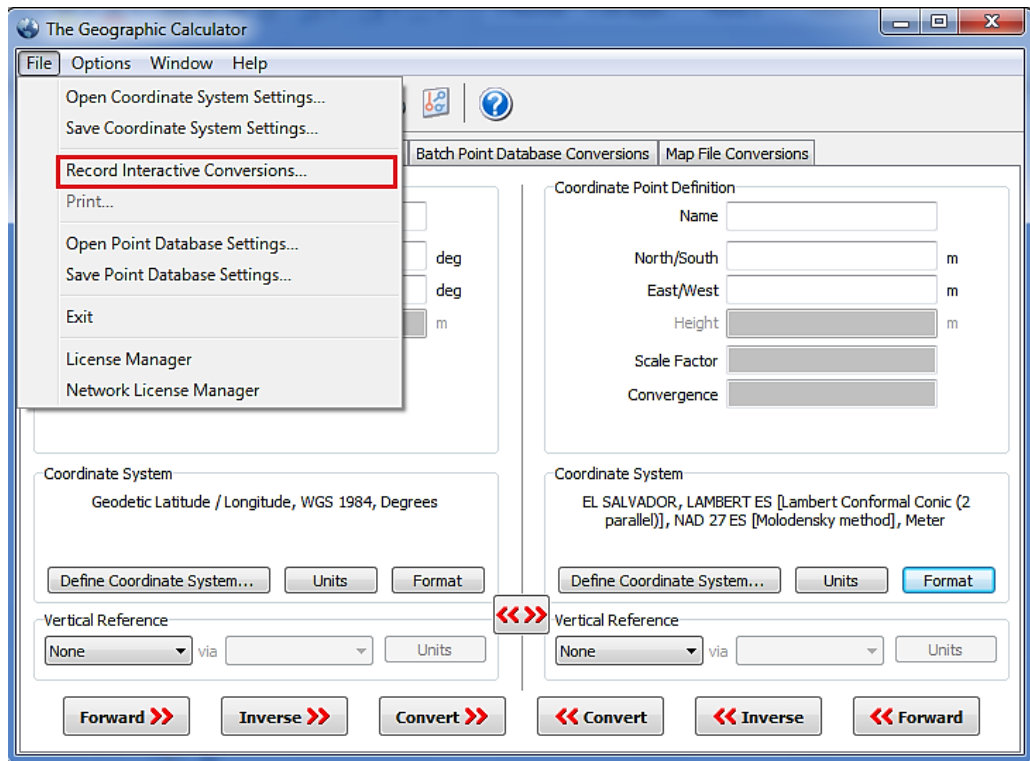 The Geographic Calculator
File Options Window Help
Open Coordinate System Settings...
Save Coordinate System Settings...
Record Interactive Conversions...
Print...
Open Point Database Settings...
Save Point Database Settings...
Exit
License Manager
Network License Manager
Batch Point Database Conversions Map File Conversions
deg
deg
m
Coordinate Point Definition
Name
North/South m
East/West m
Height m
Scale Factor
Convergence
Coordinate System
Geodetic Latitude / Longitude, WGS 1984, Degrees
Define Coordinate System... Units Format
Vertical Reference
None via Units
Coordinate System
EL SALVADOR, LAMBERT ES [Lambert Conformal Conic (2
parallel)], NAD 27 ES [Molodensky method], Meter
Define Coordinate System... Units Format
Vertical Reference
None via Units
Forward Inverse Convert Convert Inverse Forward